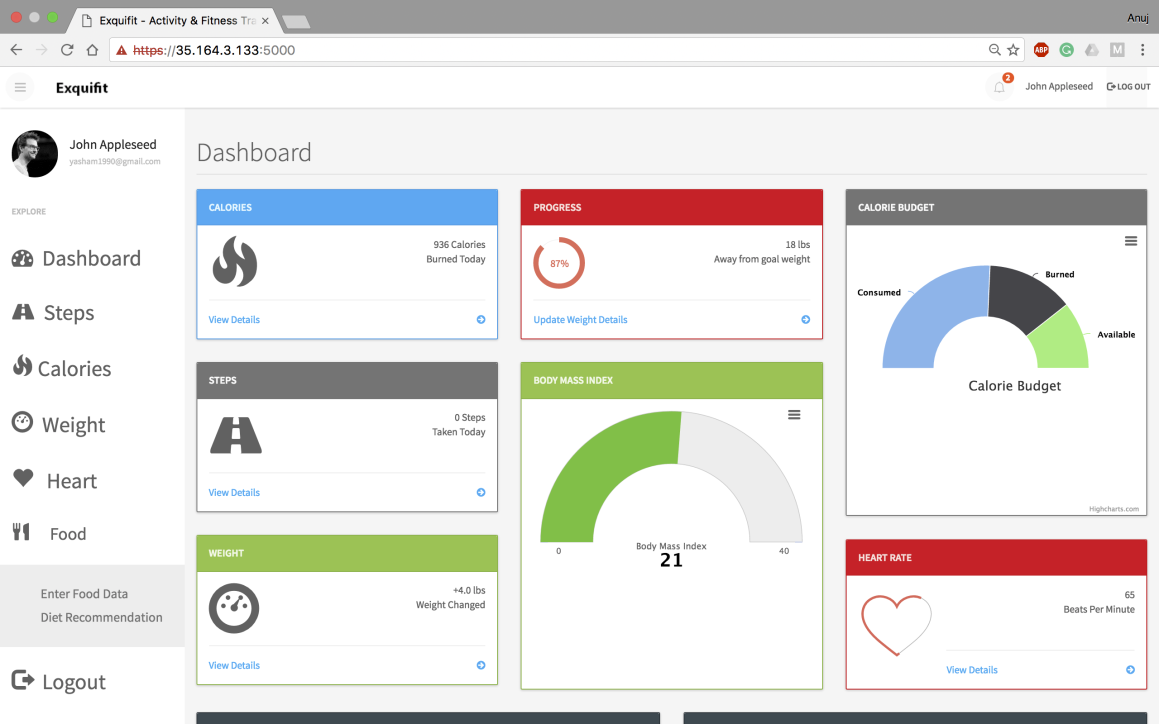 Exquifit - Activity & Fitness Tra
Anuj
https://35.164.3.133:5000
ABP
M
Exquifit
2
John Appleseed
LOG OUT
John Appleseed
yasham1990@gmail.com
EXPLORE
Dashboard
Steps
Calories
Weight
Heart
Food
Enter Food Data
Diet Recommendation
Logout
Dashboard
CALORIES
936 Calories
Burned Today
View Details
PROGRESS
87%
18 lbs
Away from goal weight
Update Weight Details
CALORIE BUDGET
Consumed
Burned
Available
Calorie Budget
Highcharts.com
STEPS
0 Steps
Taken Today
View Details
BODY MASS INDEX
0
Body Mass Index
40
21
WEIGHT
+4.0 lbs
Weight Changed
View Details
HEART RATE
65
Beats Per Minute
View Details